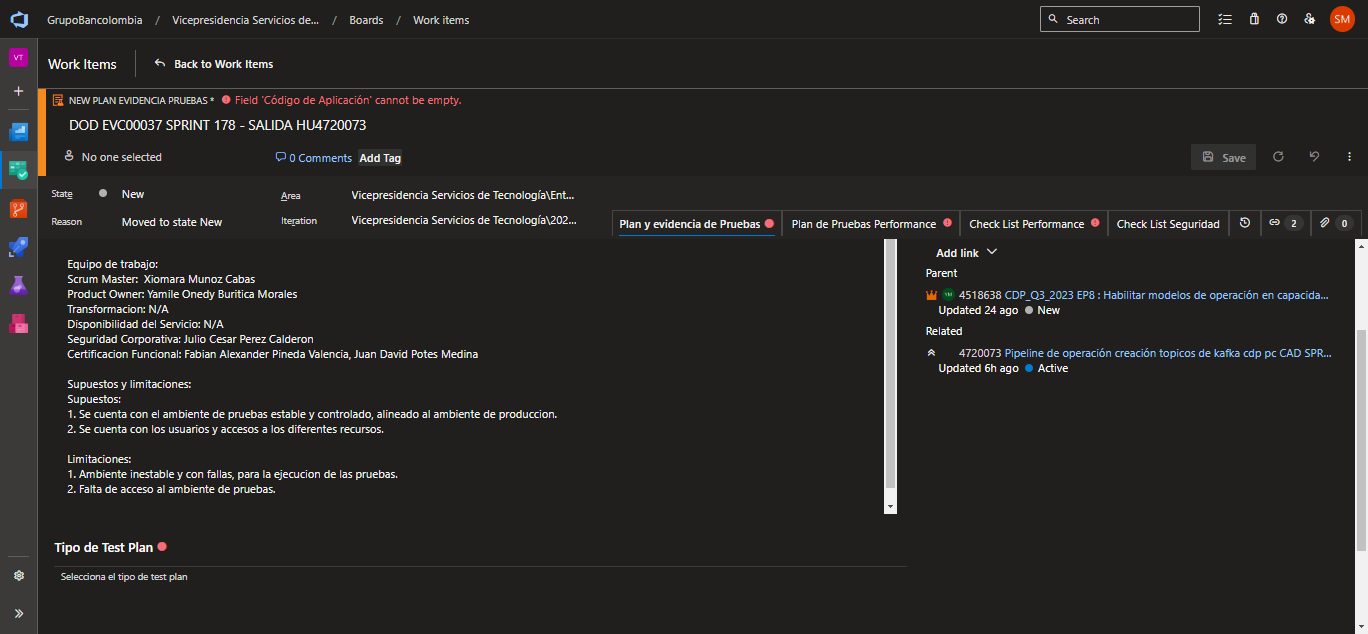 GrupoBancolombia / Vicepresidencia Servicios de... / Boards / Work items
Search
SM
VT
Work Items
Back to Work Items
NEW PLAN EVIDENCIA PRUEBAS * Field 'Código de Aplicación' cannot be empty.
DOD EVC00037 SPRINT 178 - SALIDA HU4720073
No one selected
0 Comments
Add Tag
Save
State
New
Area
Vicepresidencia Servicios de Tecnología\Ent...
Reason
Moved to state New
Iteration
Vicepresidencia Servicios de Tecnología\202...
Plan y evidencia de Pruebas
Plan de Pruebas Performance
Check List Performance
Check List Seguridad
2
0
Equipo de trabajo:
Scrum Master: Xiomara Munoz Cabas
Product Owner: Yamile Onedy Buritica Morales
Transformacion: N/A
Disponibilidad del Servicio: N/A
Seguridad Corporativa: Julio Cesar Perez Calderon
Certificacion Funcional: Fabian Alexander Pineda Valencia, Juan David Potes Medina
Supuestos y limitaciones:
Supuestos:
1. Se cuenta con el ambiente de pruebas estable y controlado, alineado al ambiente de produccion.
2. Se cuenta con los usuarios y accesos a los diferentes recursos.
Limitaciones:
1. Ambiente inestable y con fallas, para la ejecucion de las pruebas.
2. Falta de acceso al ambiente de pruebas.
Tipo de Test Plan
Selecciona el tipo de test plan
Add link
Parent
4518638 CDP_Q3_2023 EP8 : Habilitar modelos de operación en capacida...
Updated 24 ago New
Related
4720073 Pipeline de operación creación topicos de kafka cdp pc CAD SPR...
Updated 6h ago Active